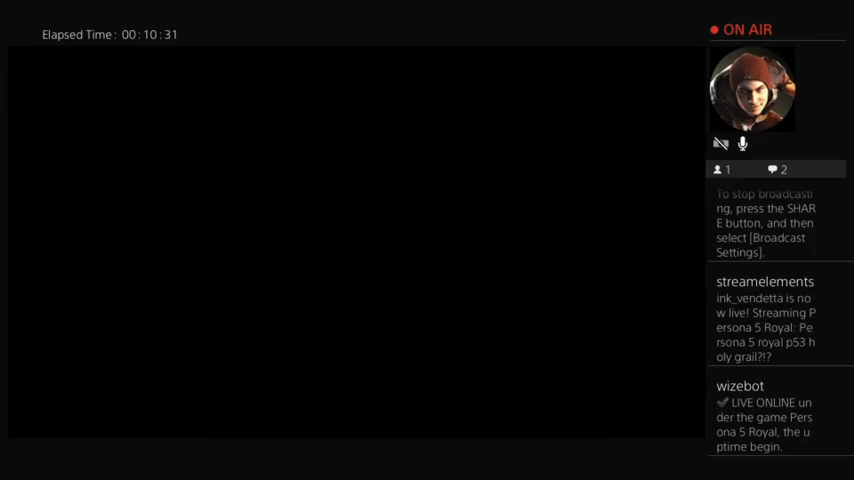 Elapsed Time: 00:10:31
ON AIR
1
2
To stop broadcasti
ng, press the SHAR
E button, and then
select [Broadcast
Settings].
streamelements
ink_vendetta is no
w live! Streaming P
ersona 5 Royal: Pe
rsona 5 royal p53 h
oly grail?!?
wizebot
LIVE ONLINE un
der the game Pers
ona 5 Royal, the u
ptime begin.